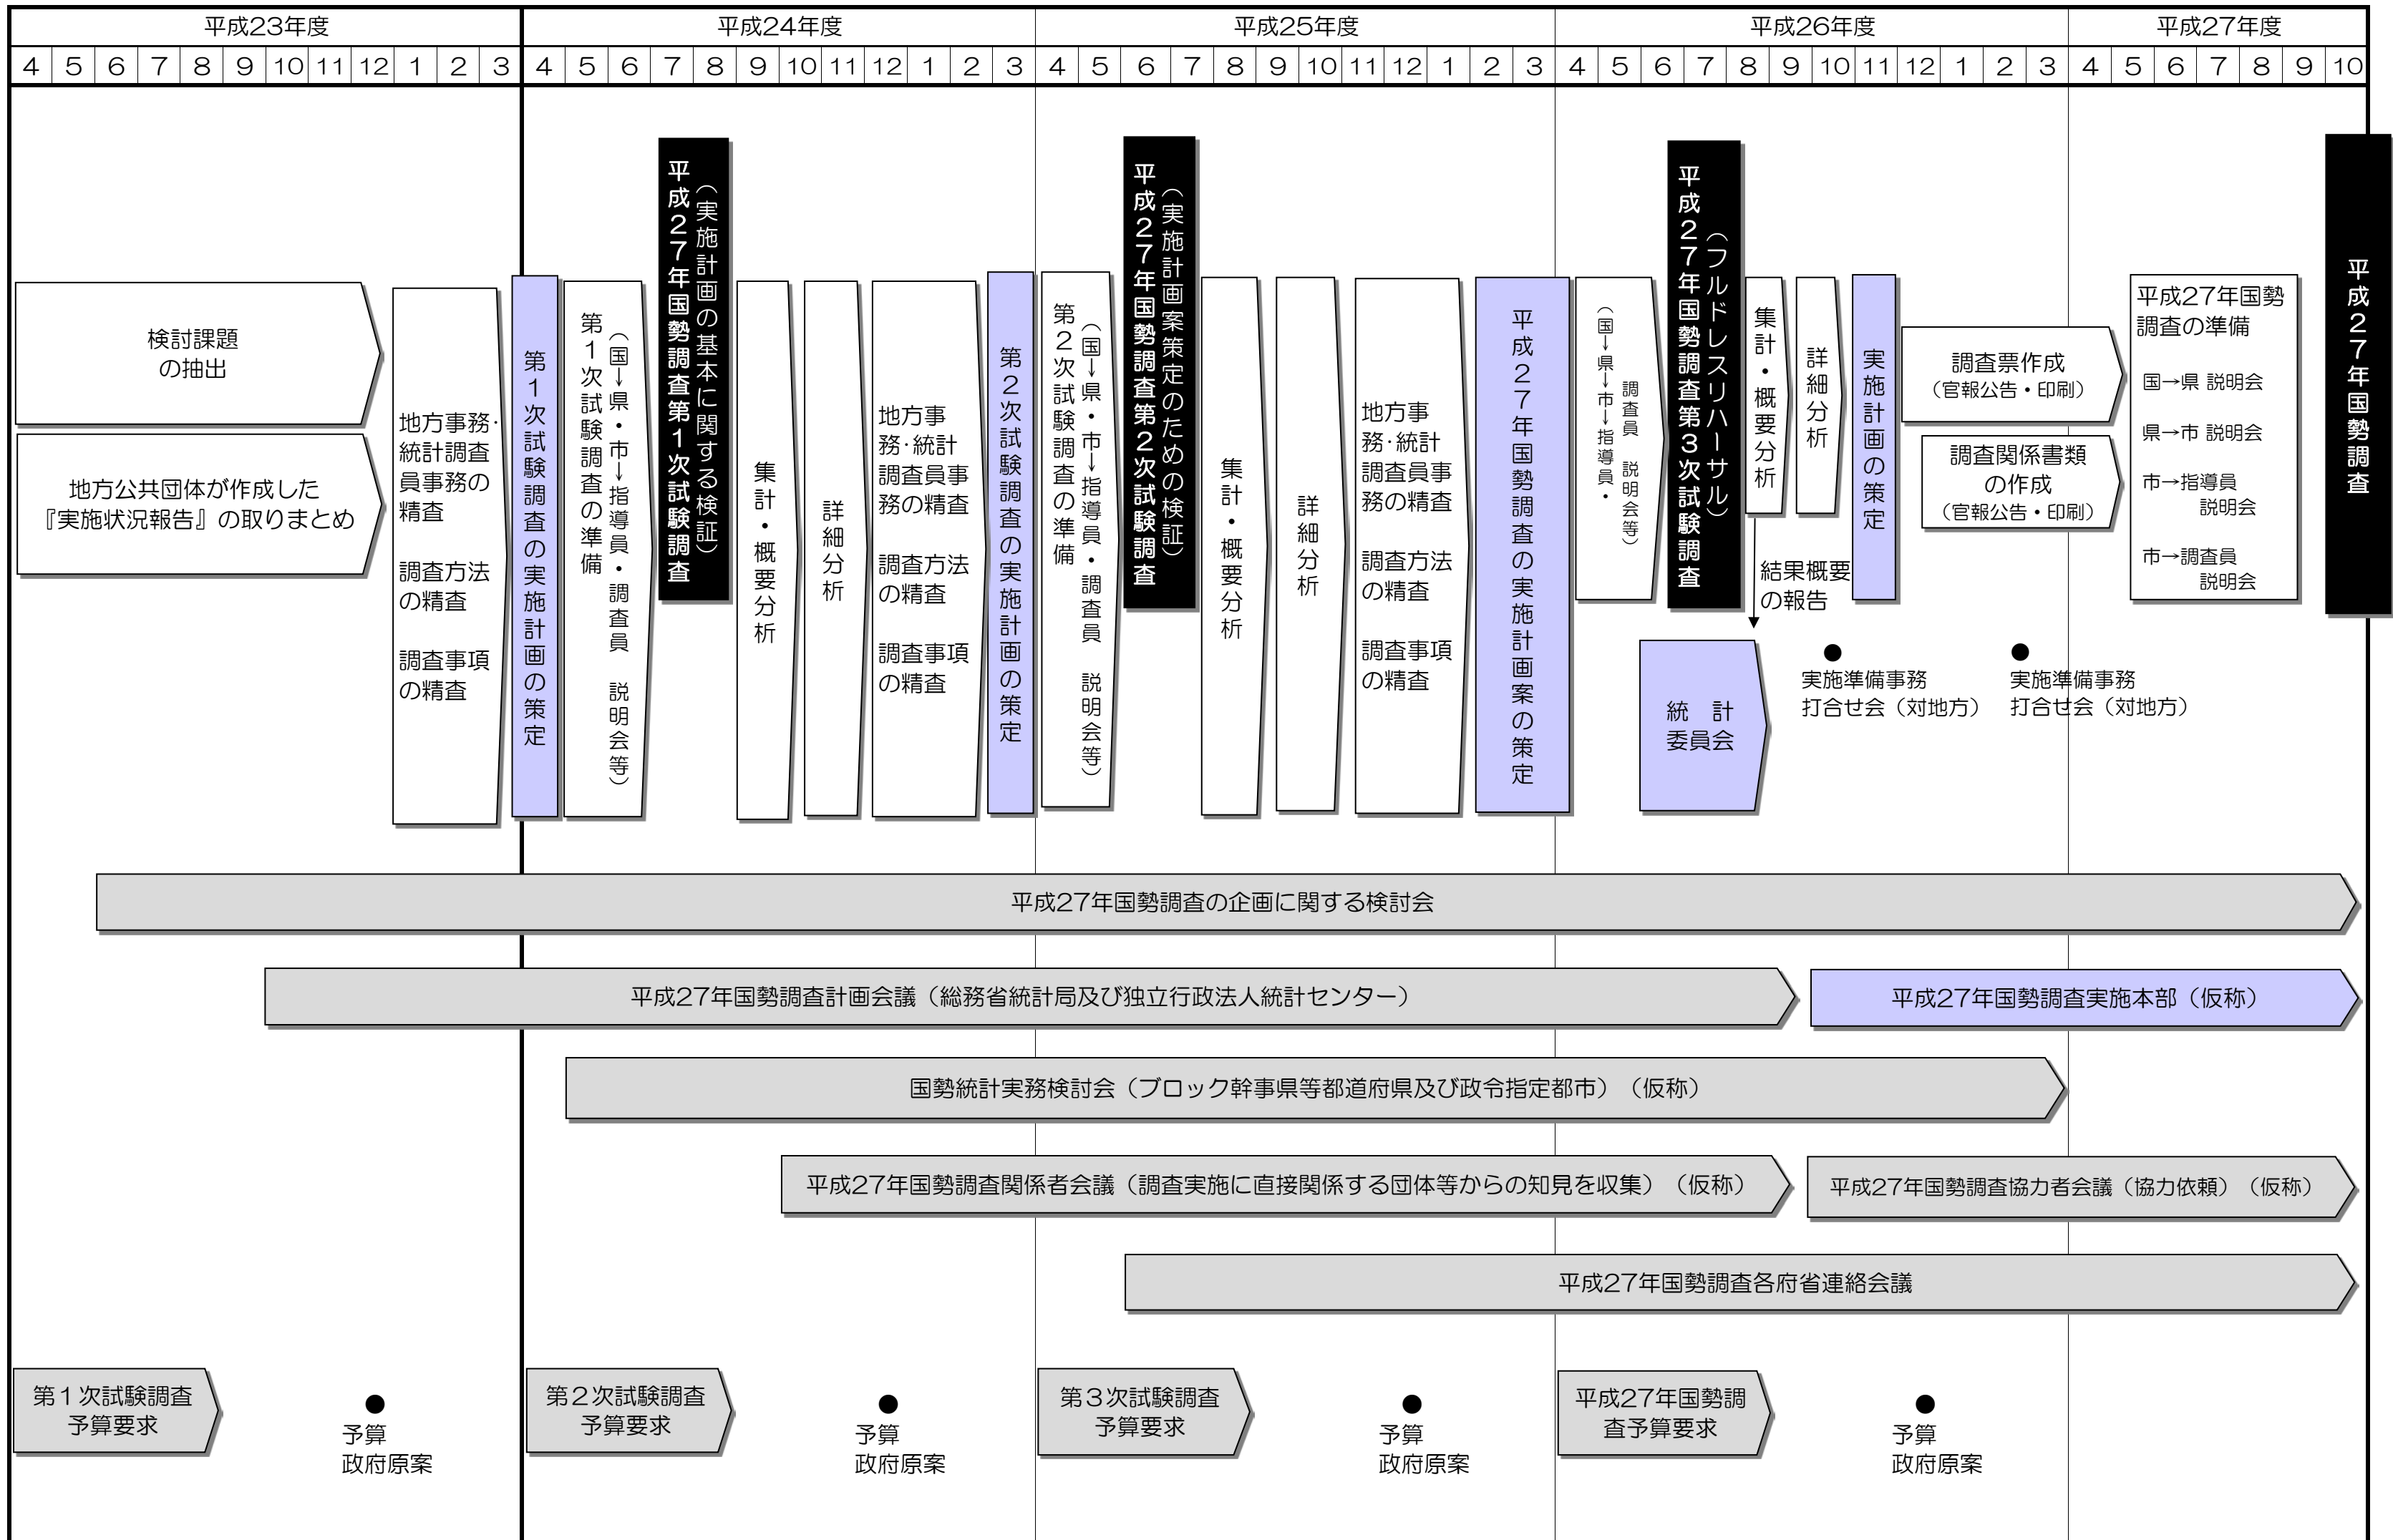 平成23年度
平成24年度
平成25年度
平成26年度
平成27年度
4 5 6 7 8 9 10 11 12 1 2 3 4 5 6 7 8 9 10 11 12 1 2 3 4 5 6 7 8 9 10 11 12 1 2 3 4 5 6 7 8 9 10 11 12 1 2 3 4 5 6 7 8 9 10
検討課題
の抽出
地方公共団体が作成した
『実施状況報告』の取りまとめ
地方事務・
統計調査
員事務の
精査
調査方法
の精査
調査事項
の精査
第1次試験調査の実施計画の策定
第1次試験調査の準備
（国→県・市→指導員・調査員　説明会等）
平成27年国勢調査第1次試験調査
（実施計画の基本に関する検証）
集計・概要分析
詳細分析
地方事
務・統計
調査員事
務の精査
調査方法
の精査
調査事項
の精査
第2次試験調査の実施計画の策定
第2次試験調査の準備
（国→県・市→指導員・調査員　説明会等）
平成27年国勢調査第2次試験調査
（実施計画案策定のための検証）
集計・概要分析
詳細分析
地方事
務・統計
調査員事
務の精査
調査方法
の精査
調査事項
の精査
平成27年国勢調査の実施計画案の策定
（国→県→市→指導員・
調査員　説明会等）
平成27年国勢調査第3次試験調査
（フルドレスリハーサル）
集計・概要分析
詳細分析
結果概要
の報告
統　計
委員会
実施計画の策定
調査票作成
（官報公告・印刷）
調査関係書類
の作成
（官報公告・印刷）
●
実施準備事務
打合せ会（対地方）
●
実施準備事務
打合せ会（対地方）
平成27年国勢
調査の準備
国→県 説明会
県→市 説明会
市→指導員
説明会
市→調査員
説明会
平成27年国勢調査
平成27年国勢調査の企画に関する検討会
平成27年国勢調査計画会議（総務省統計局及び独立行政法人統計センター）
平成27年国勢調査実施本部（仮称）
国勢統計実務検討会（ブロック幹事県等都道府県及び政令指定都市）（仮称）
平成27年国勢調査関係者会議（調査実施に直接関係する団体等からの知見を収集）（仮称）
平成27年国勢調査協力者会議（協力依頼）（仮称）
平成27年国勢調査各府省連絡会議
第1次試験調査
予算要求
●
予算
政府原案
第2次試験調査
予算要求
●
予算
政府原案
第3次試験調査
予算要求
●
予算
政府原案
平成27年国勢調
査予算要求
●
予算
政府原案